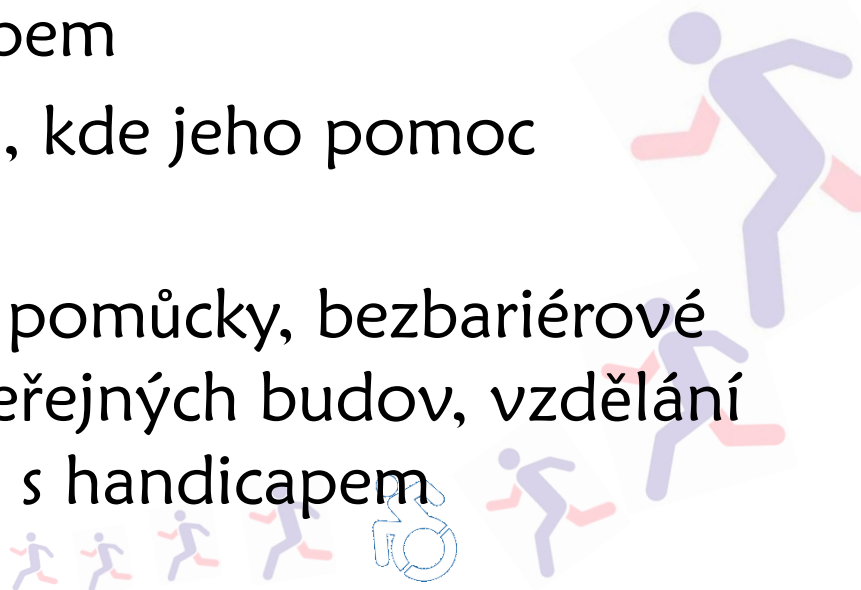 pem
, kde jeho pomoc
pomůcky, bezbariérové
eřejných budov, vzdělání
s handicapem